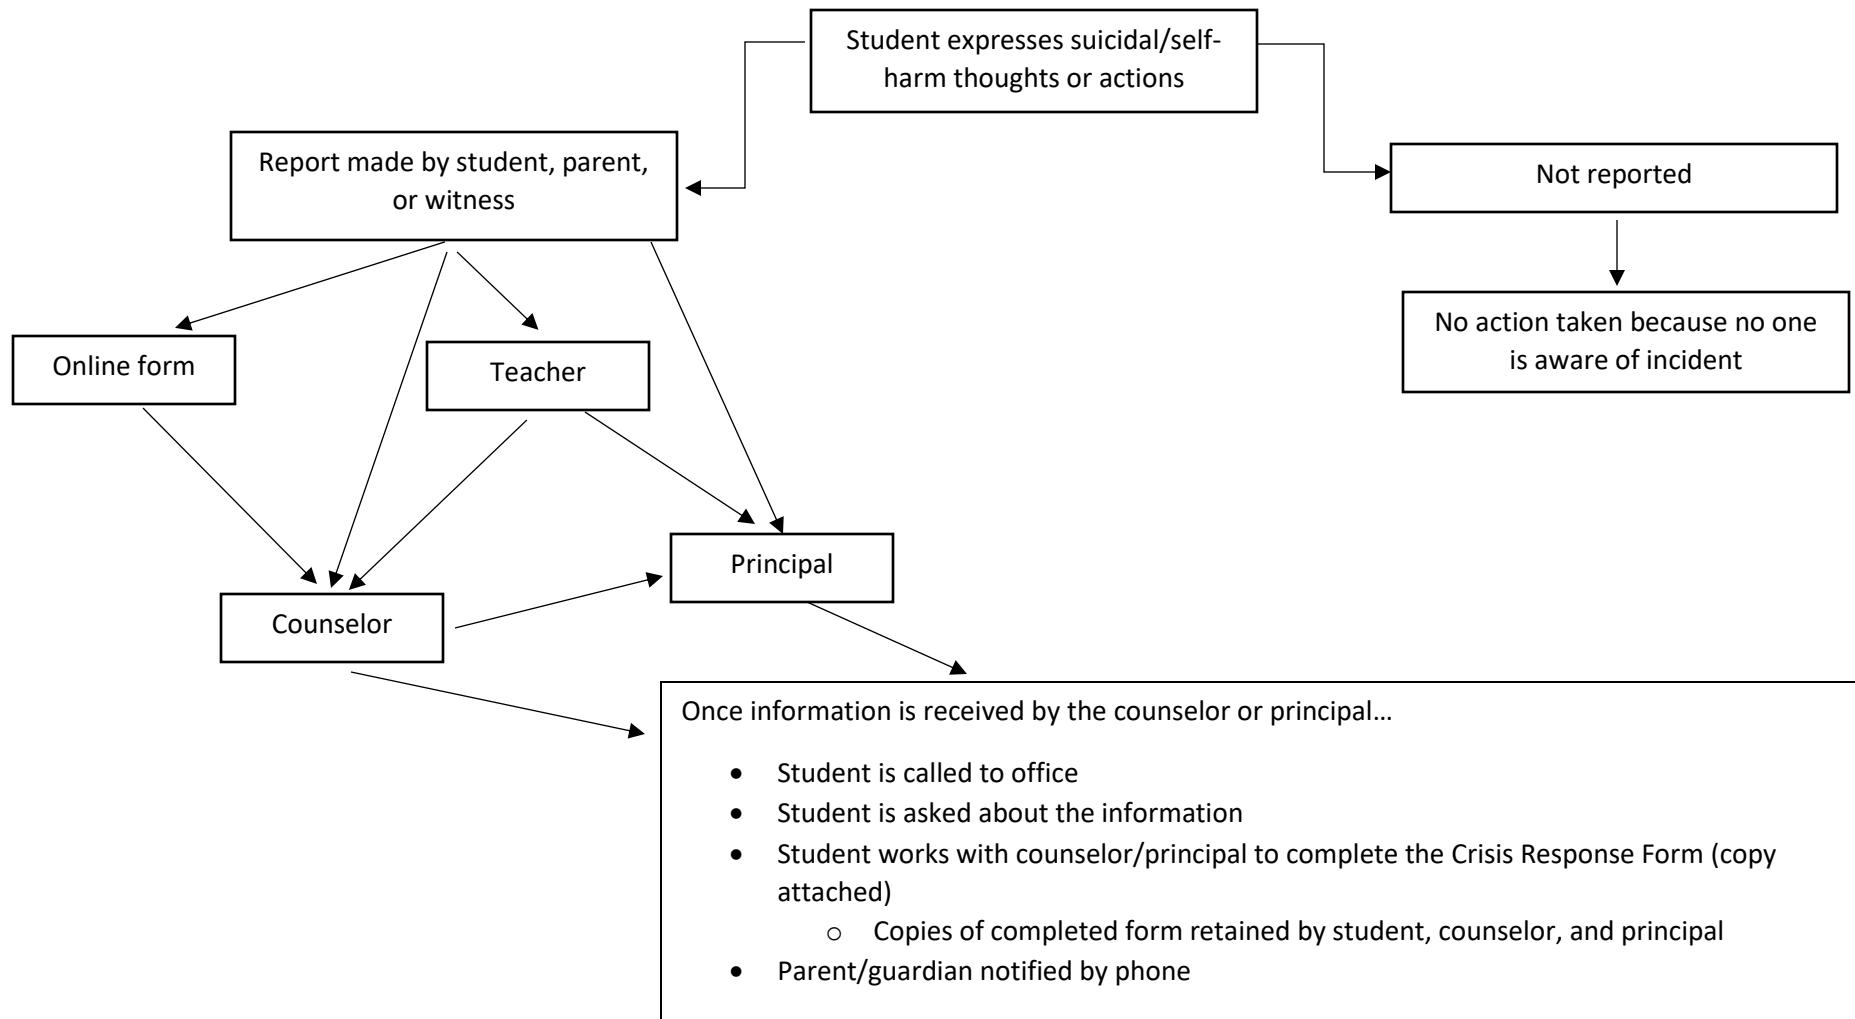 Student expresses suicidal/self-
harm thoughts or actions
Report made by student, parent,
or witness
Not reported
No action taken because no one
is aware of incident
Online form
Teacher
Principal
Counselor
Once information is received by the counselor or principal…
• Student is called to office
• Student is asked about the information
• Student works with counselor/principal to complete the Crisis Response Form (copy
attached)
o Copies of completed form retained by student, counselor, and principal
• Parent/guardian notified by phone